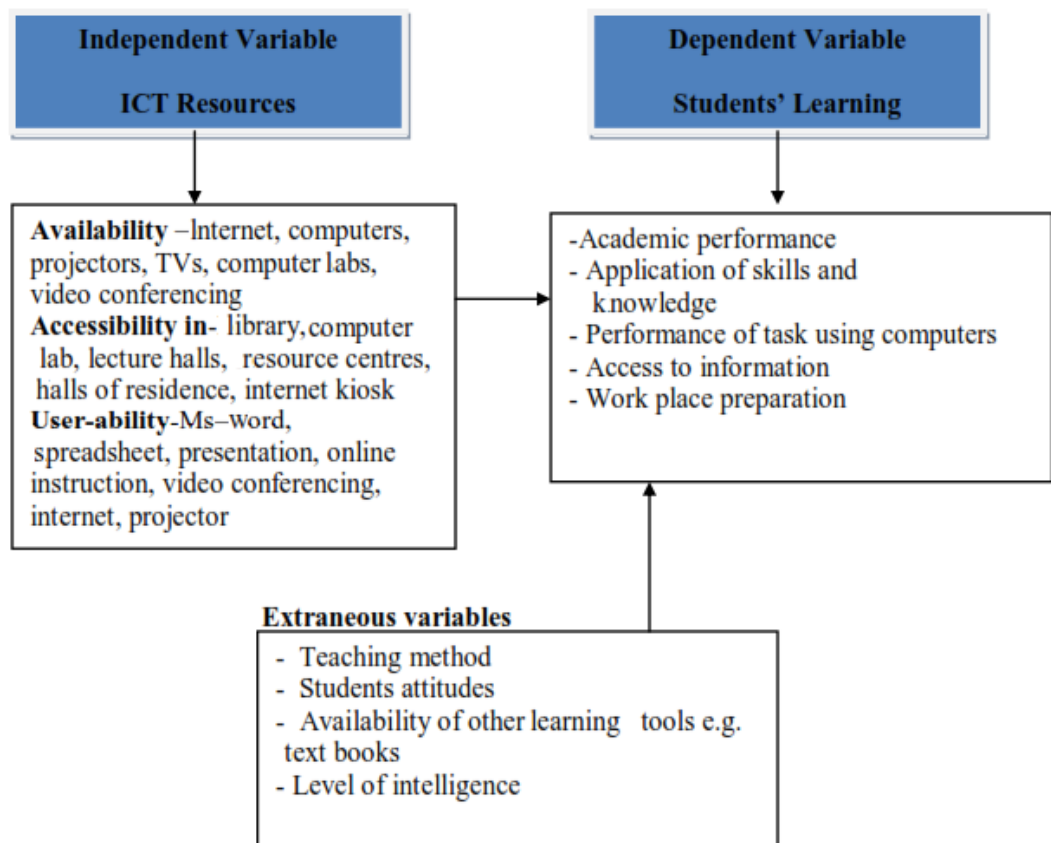 Independent Variable
ICT Resources
Dependent Variable
Students’ Learning
Availability –Internet, computers,
projectors, TVs, computer labs,
video conferencing
Accessibility in- library, computer
lab, lecture halls, resource centres,
halls of residence, internet kiosk
User-ability-Ms–Word,
spreadsheet, presentation, online
instruction, video conferencing,
internet, projector
-Academic performance
- Application of skills and
knowledge
- Performance of task using computers
- Access to information
- Work place preparation
Extraneous variables
- Teaching method
- Students attitudes
- Availability of other learning tools e.g.
text books
- Level of intelligence